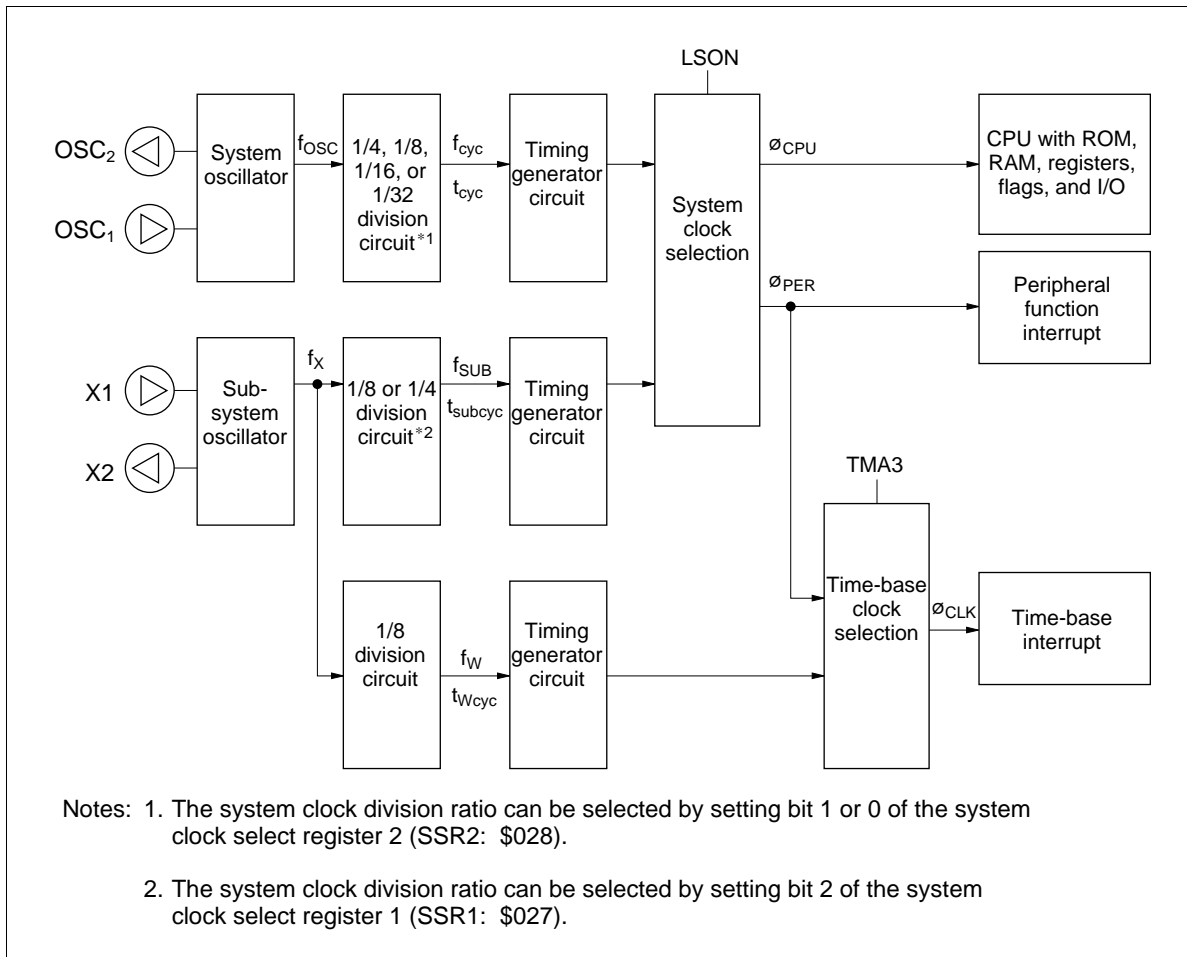 LSON
OSC₂
OSC₁
System
oscillator
fOSC
1/4, 1/8,
1/16, or
1/32
division
circuit*1
fcyc
tcyc
Timing
generator
circuit
System
clock
selection
øCPU
CPU with ROM,
RAM, registers,
flags, and I/O
øPER
Peripheral
function
interrupt
X1
X2
Sub-
system
oscillator
fX
1/8 or 1/4
division
circuit*2
fSUB
tsubcyc
Timing
generator
circuit
TMA3
1/8
division
circuit
fW
tWcyc
Timing
generator
circuit
Time-base
clock
selection
øCLK
Time-base
interrupt
Notes: 1. The system clock division ratio can be selected by setting bit 1 or 0 of the system
clock select register 2 (SSR2: $028).
2. The system clock division ratio can be selected by setting bit 2 of the system
clock select register 1 (SSR1: $027).